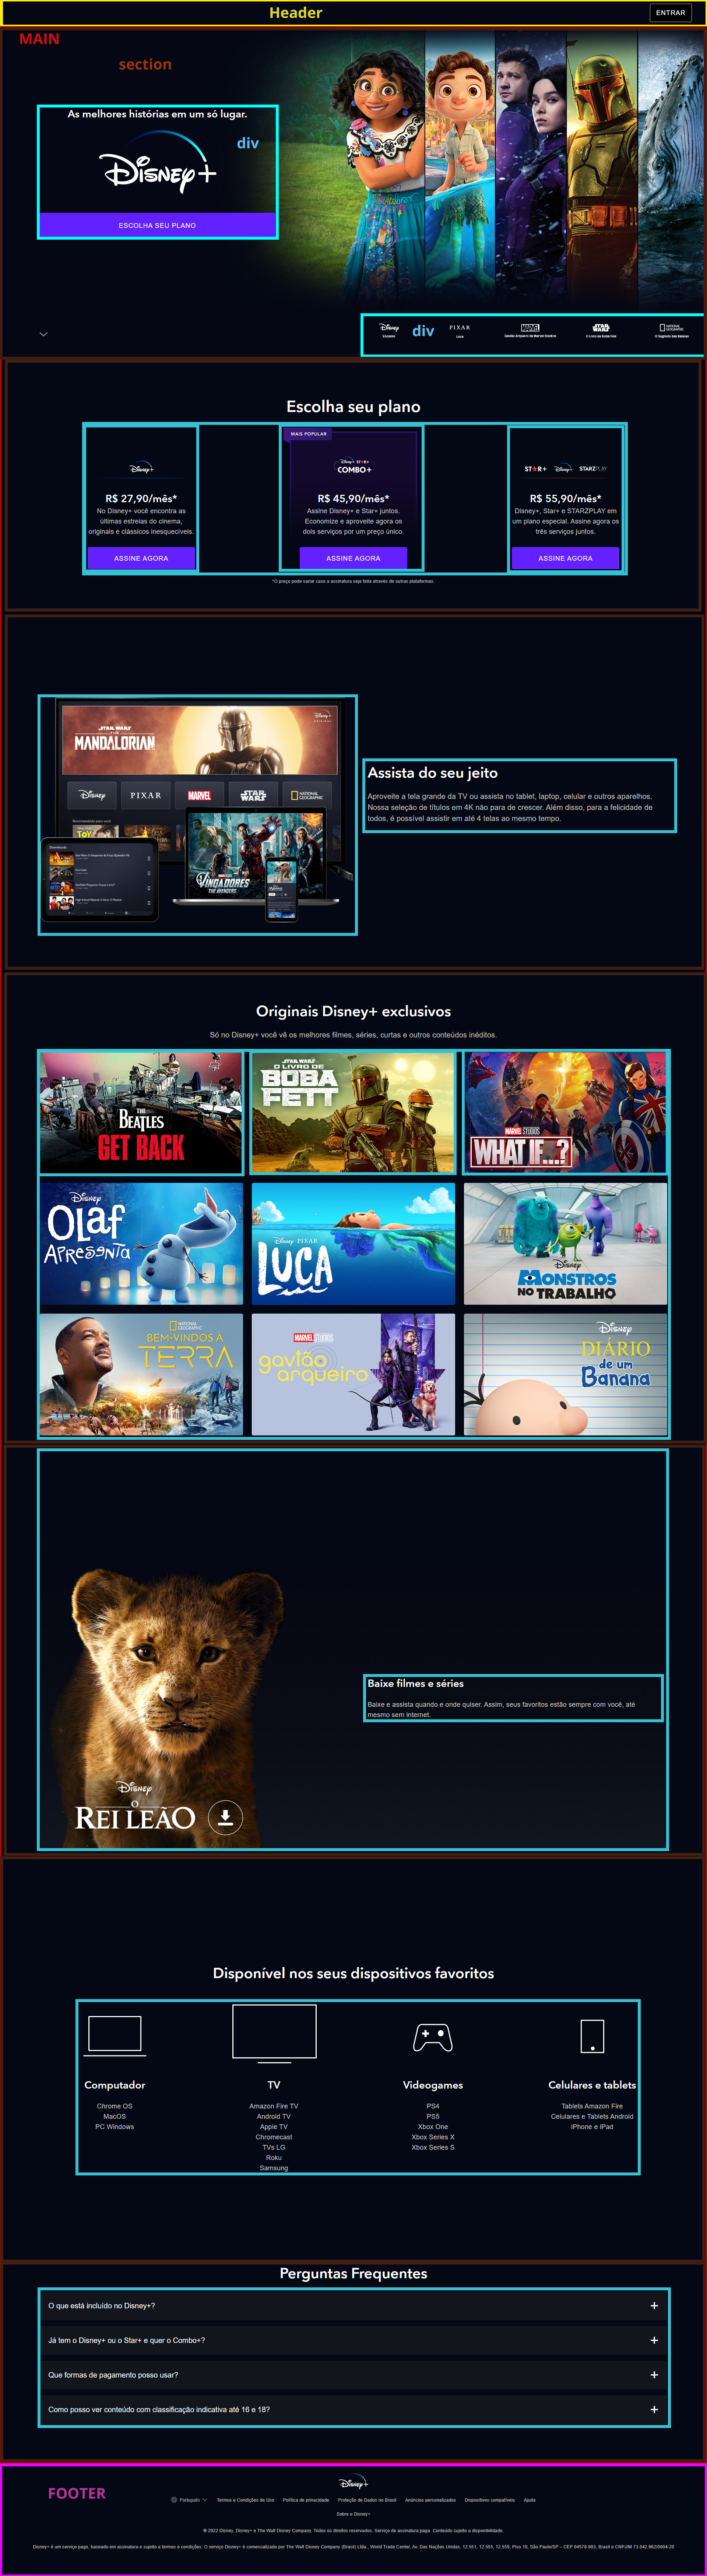 Header
ENTRAR
MAIN
section
As melhores histórias em um só lugar.
div
Disney+
ESCOLHA SEU PLANO
Disney
Encanto
div
PIXAR
Luca
MARVEL
Gavião Arqueiro da Marvel Studios
STAR WARS
O Livro de Boba Fett
NATIONAL GEOGRAPHIC
O Segredo das Baleias
Escolha seu plano
Disney+
R$ 27,90/mês*
No Disney+ você encontra as
últimas estreias do cinema,
originais e clássicos inesquecíveis.
ASSINE AGORA
MAIS POPULAR
Disney+ STAR+
COMBO+
R$ 45,90/mês*
Assine Disney+ e Star+ juntos.
Economize e aproveite agora os
dois serviços por um preço único.
ASSINE AGORA
STAR+ Disney+ STARZPLAY
R$ 55,90/mês*
Disney+, Star+ e STARZPLAY em
um plano especial. Assine agora os
três serviços juntos.
ASSINE AGORA
*O preço pode variar caso a assinatura seja feita através de outras plataformas.
STAR WARS
THE
MANDALORIAN
Disney+
ORIGINAL
Disney
PIXAR
MARVEL
STAR WARS
NATIONAL GEOGRAPHIC
Recomendado para você
TOY
Downloads
VINGADORES
THE AVENGERS
Assista do seu jeito
Aproveite a tela grande da TV ou assista no tablet, laptop, celular e outros aparelhos.
Nossa seleção de títulos em 4K não para de crescer. Além disso, para a felicidade de
todos, é possível assistir em até 4 telas ao mesmo tempo.
Originais Disney+ exclusivos
Só no Disney+ você vê os melhores filmes, séries, curtas e outros conteúdos inéditos.
THE
BEATLES
GET BACK
STAR WARS
O LIVRO DE
BOBA
FETT
MARVEL STUDIOS
WHAT IF...?
Disney
Olaf
APRESENTA
Disney · PIXAR
LUCA
Disney
MONSTROS
NO TRABALHO
NATIONAL GEOGRAPHIC
BEM-VINDOS À
TERRA
MARVEL STUDIOS
gavião
arqueiro
Disney
DIÁRIO
de um
Banana
Baixe filmes e séries
Baixe e assista quando e onde quiser. Assim, seus favoritos estão sempre com você, até
mesmo sem internet.
Disney
O
REI LEÃO
Disponível nos seus dispositivos favoritos
Computador
Chrome OS
MacOS
PC Windows
TV
Amazon Fire TV
Android TV
Apple TV
Chromecast
TVs LG
Roku
Samsung
Videogames
PS4
PS5
Xbox One
Xbox Series X
Xbox Series S
Celulares e tablets
Tablets Amazon Fire
Celulares e Tablets Android
iPhone e iPad
Perguntas Frequentes
O que está incluído no Disney+?
Já tem o Disney+ ou o Star+ e quer o Combo+?
Que formas de pagamento posso usar?
Como posso ver conteúdo com classificação indicativa até 16 e 18?
FOOTER
Disney+
Português Termos e Condições de Uso Política de privacidade Proteção de Dados no Brasil Anúncios personalizados Dispositivos compatíveis Ajuda
Sobre o Disney+
© 2022 Disney, Disney+ e The Walt Disney Company. Todos os direitos reservados. Serviço de assinatura paga. Conteúdo sujeito a disponibilidade.
Disney+ é um serviço pago, baseado em assinatura e sujeito a termos e condições. O serviço Disney+ é comercializado por The Walt Disney Company (Brasil) Ltda., World Trade Center, Av. Das Nações Unidas, 12.551, 12.555, 12.559, Piso 10, São Paulo/SP – CEP 04578-903, Brasil e CNPJ/M 73.042.962/0004-20